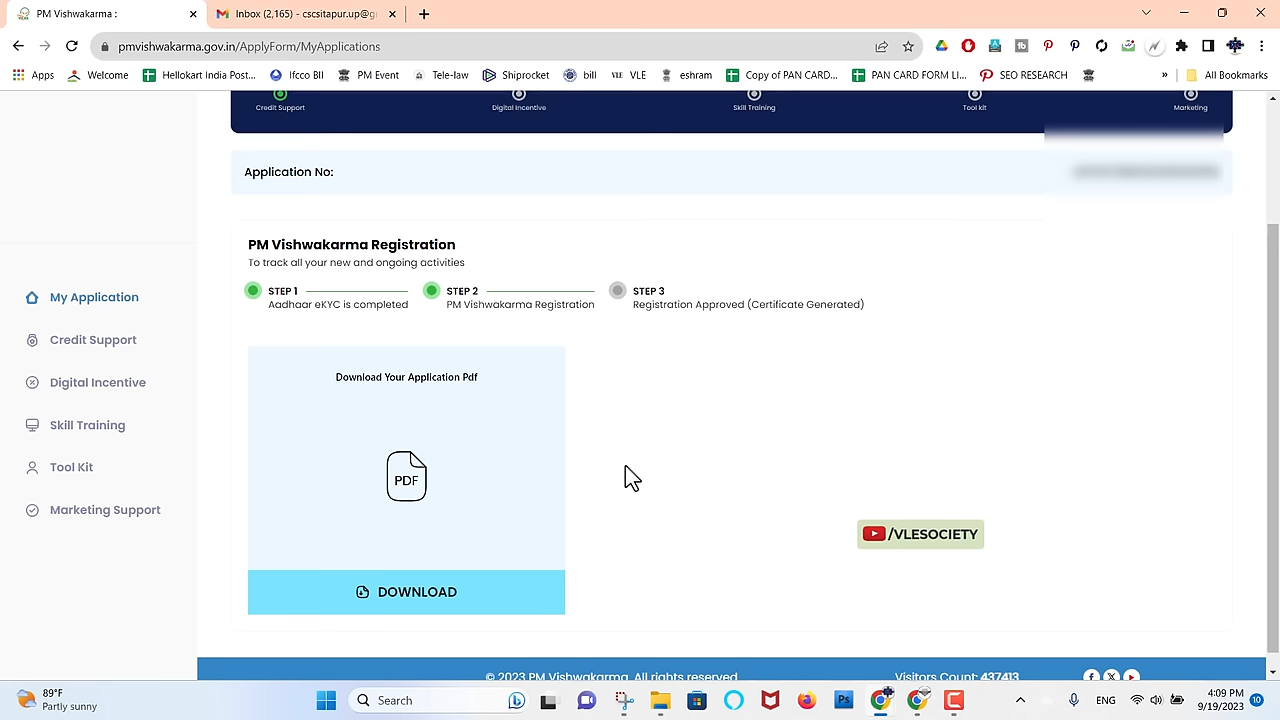 PM Vishwakarma :
Inbox (2,165) - cscsitapur.up@g
pmvishwakarma.gov.in/ApplyForm/MyApplications
Apps
Welcome
Hellokart India Post...
Ifcco BII
PM Event
Tele-law
Shiprocket
bill
VLE VLE
eshram
Copy of PAN CARD...
PAN CARD FORM LI...
SEO RESEARCH
»
All Bookmarks
Credit Support
Digital Incentive
Skill Training
Tool kit
Marketing
Application No:
PM Vishwakarma Registration
To track all your new and ongoing activities
STEP 1
Aadhaar eKYC is completed
STEP 2
PM Vishwakarma Registration
STEP 3
Registration Approved (Certificate Generated)
My Application
Credit Support
Digital Incentive
Skill Training
Tool Kit
Marketing Support
Download Your Application Pdf
PDF
DOWNLOAD
/VLESOCIETY
© 2023 PM Vishwakarma. All rights reserved
Visitors Count: 437413
89°F
Partly sunny
Search
Ps
ENG
4:09 PM
9/19/2023
10